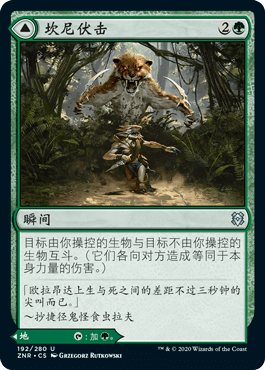 坎尼伏击 2
瞬间
目标由你操控的生物与目标不由你操控的
生物互斗。（它们各向对方造成等同于本
身力量的伤害。）
「欧拉昂达上生与死之间的差距不过三秒钟的
尖叫而已。」
～抄捷径鬼怪食虫拉夫
地 :加 。
192/280 U
ZNR • CS GRZEGORZ RUTKOWSKI
™ & © 2020 Wizards of the Coast